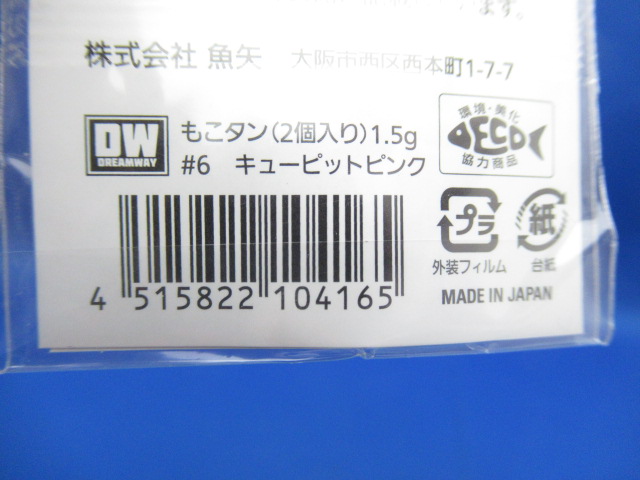 ます。
株式会社 魚矢 大阪市西区西本町1-7-7
DW
DREAMWAY
もこタン(2個入り)1.5g
#6 キューピットピンク
環境・美化
ECO
協力商品
プラ
外装フィルム
紙
台紙
4 515822 104165
MADE IN JAPAN